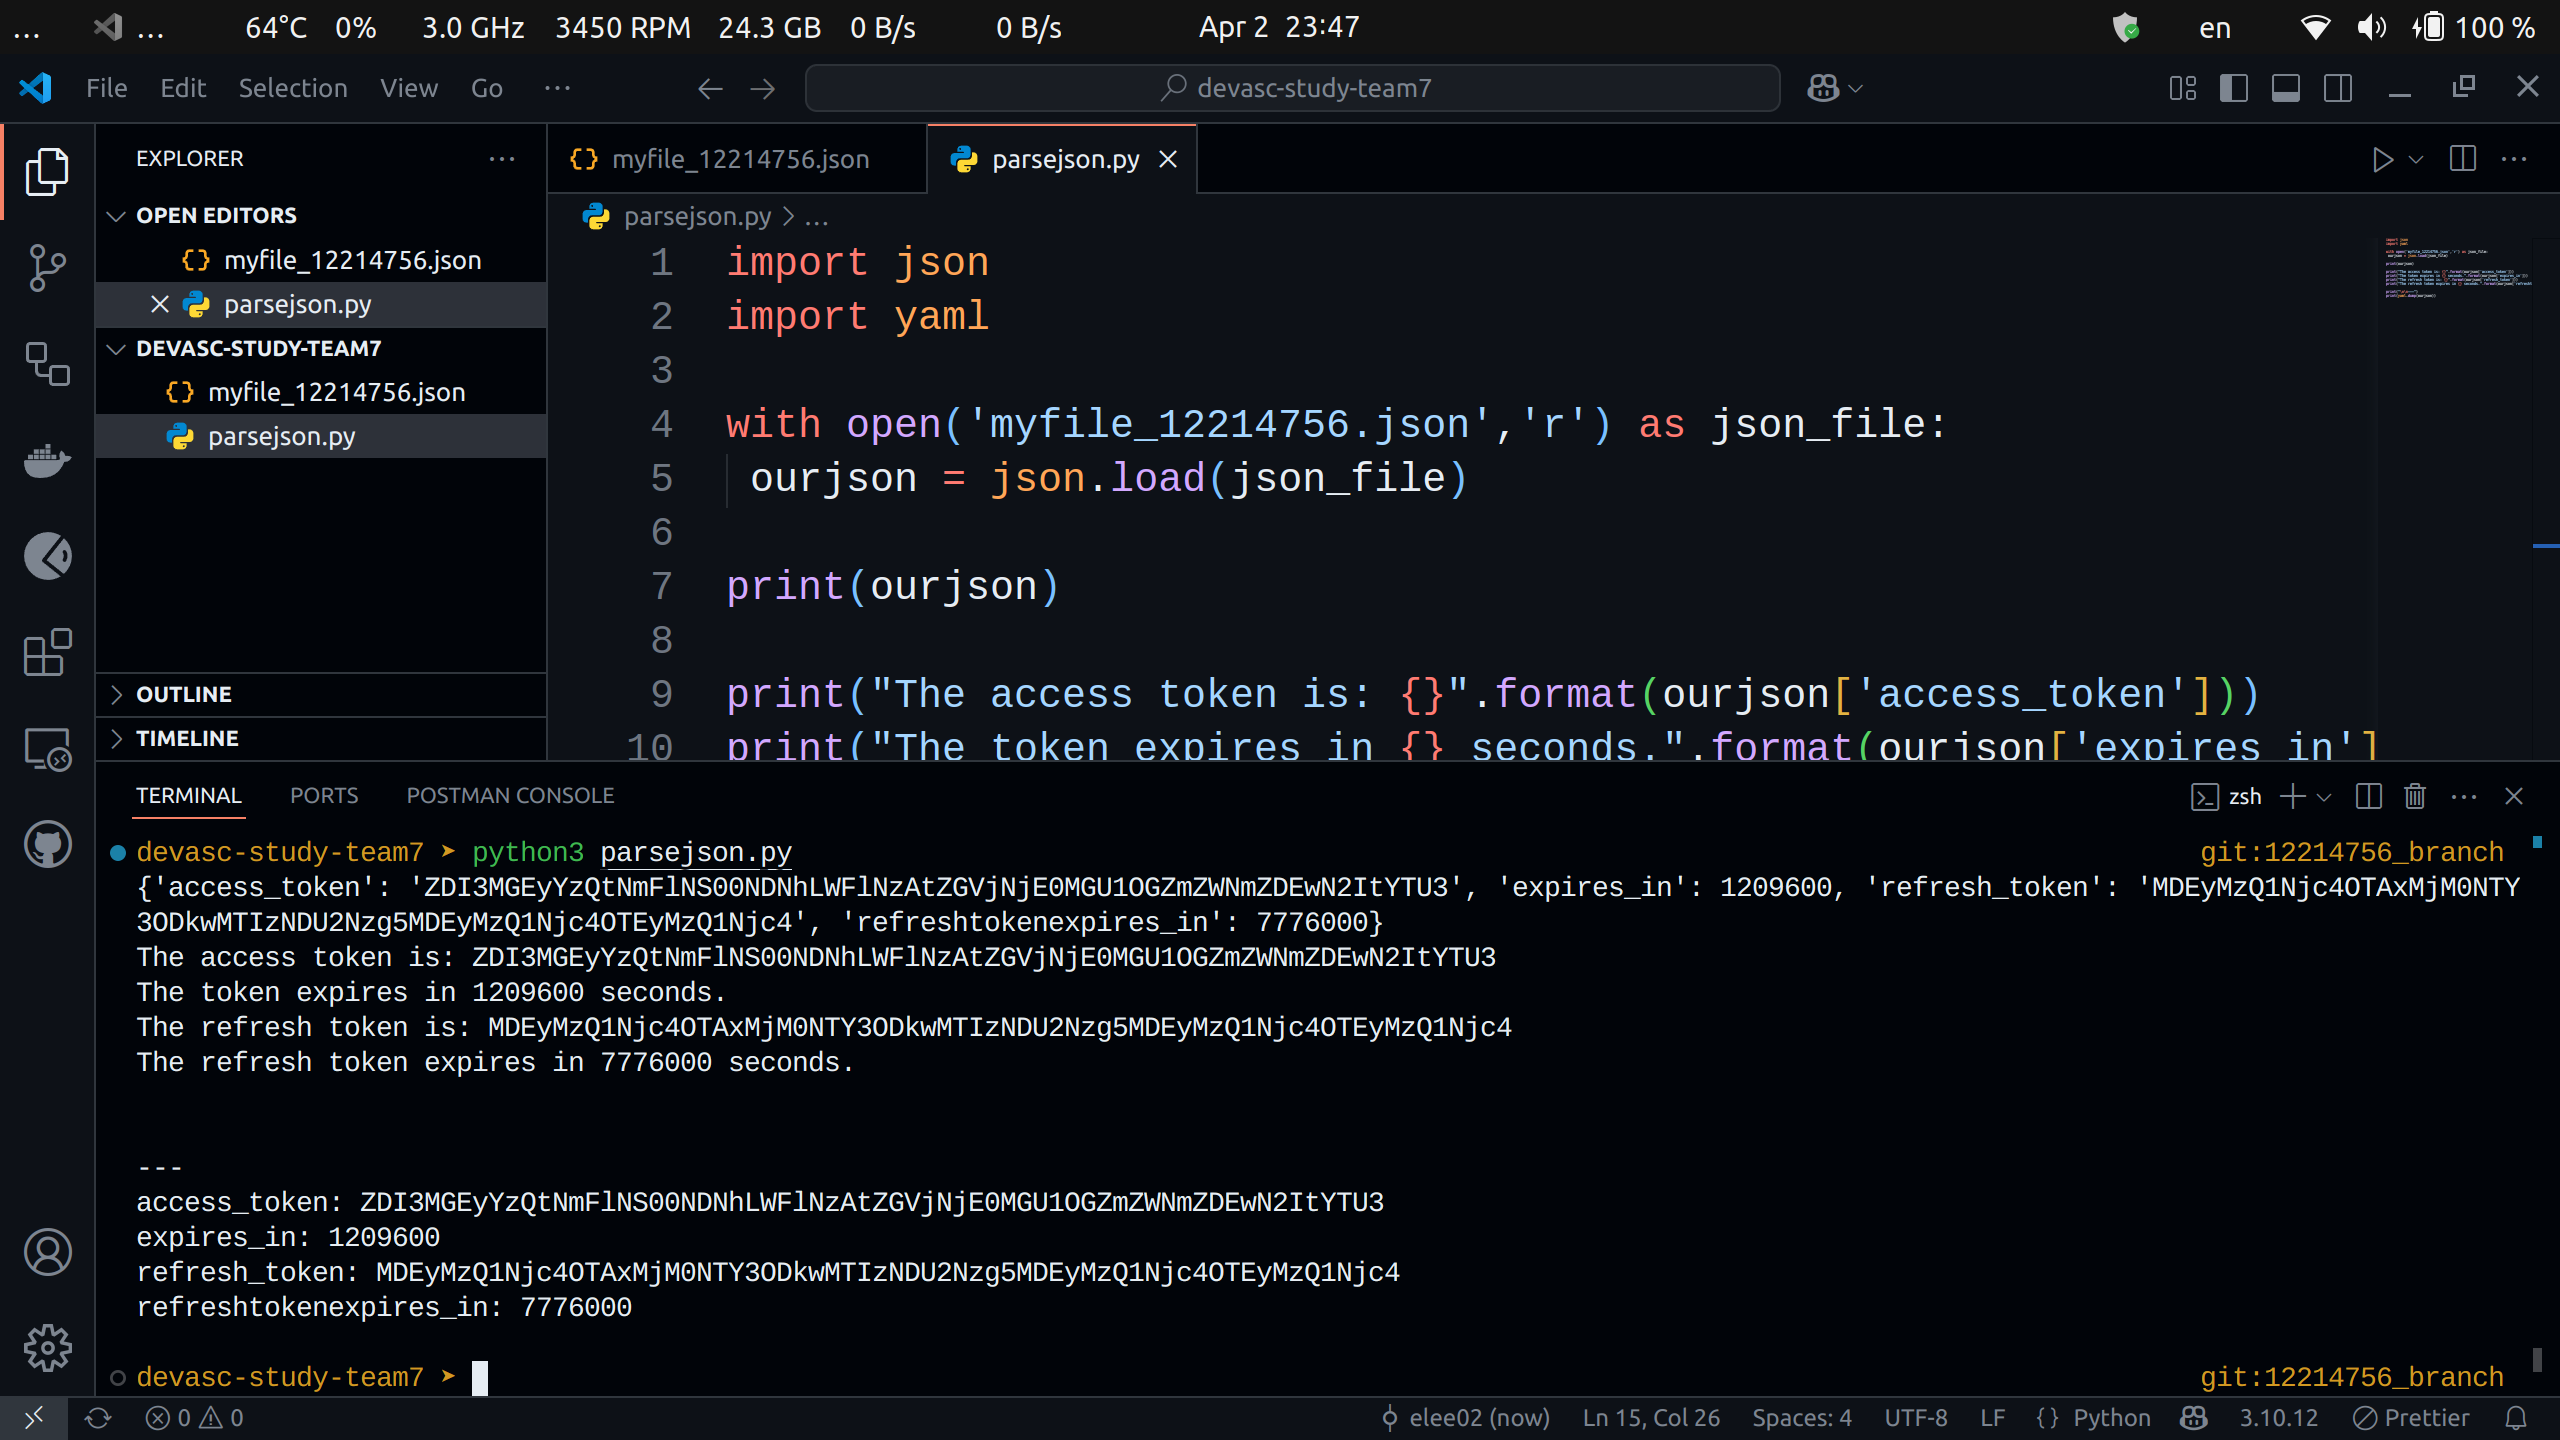 ... ... 64°C 0% 3.0 GHz 3450 RPM 24.3 GB 0 B/s 0 B/s Apr 2 23:47 en 100 %
File Edit Selection View Go ··· devasc-study-team7
EXPLORER ···
OPEN EDITORS
myfile_12214756.json
parsejson.py
DEVASC-STUDY-TEAM7
myfile_12214756.json
parsejson.py
OUTLINE
TIMELINE
myfile_12214756.json parsejson.py
parsejson.py > ...
1 import json
2 import yaml
3
4 with open('myfile_12214756.json','r') as json_file:
5 ourjson = json.load(json_file)
6
7 print(ourjson)
8
9 print("The access token is: {}".format(ourjson['access_token']))
10 print("The token expires in {} seconds.".format(ourjson['expires_in']
TERMINAL PORTS POSTMAN CONSOLE zsh
devasc-study-team7 ➤ python3 parsejson.py git:12214756_branch
{'access_token': 'ZDI3MGEyYzQtNmFlNS00NDNhLWFlNzAtZGVjNjE0MGU1OGZmZWNmZDEwN2ItYTU3', 'expires_in': 1209600, 'refresh_token': 'MDEyMzQ1Njc4OTAxMjM0NTY
3ODkwMTIzNDU2Nzg5MDEyMzQ1Njc4OTEyMzQ1Njc4', 'refreshtokenexpires_in': 7776000}
The access token is: ZDI3MGEyYzQtNmFlNS00NDNhLWFlNzAtZGVjNjE0MGU1OGZmZWNmZDEwN2ItYTU3
The token expires in 1209600 seconds.
The refresh token is: MDEyMzQ1Njc4OTAxMjM0NTY3ODkwMTIzNDU2Nzg5MDEyMzQ1Njc4OTEyMzQ1Njc4
The refresh token expires in 7776000 seconds.
---
access_token: ZDI3MGEyYzQtNmFlNS00NDNhLWFlNzAtZGVjNjE0MGU1OGZmZWNmZDEwN2ItYTU3
expires_in: 1209600
refresh_token: MDEyMzQ1Njc4OTAxMjM0NTY3ODkwMTIzNDU2Nzg5MDEyMzQ1Njc4OTEyMzQ1Njc4
refreshtokenexpires_in: 7776000
devasc-study-team7 ➤ git:12214756_branch
0 0 elee02 (now) Ln 15, Col 26 Spaces: 4 UTF-8 LF {} Python 3.10.12 Prettier